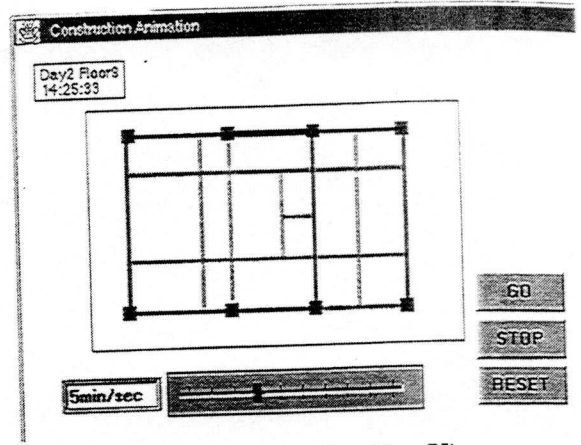 Construction Animation
Day2 Floor3
14:25:33
GO
STOP
5min/sec
RESET